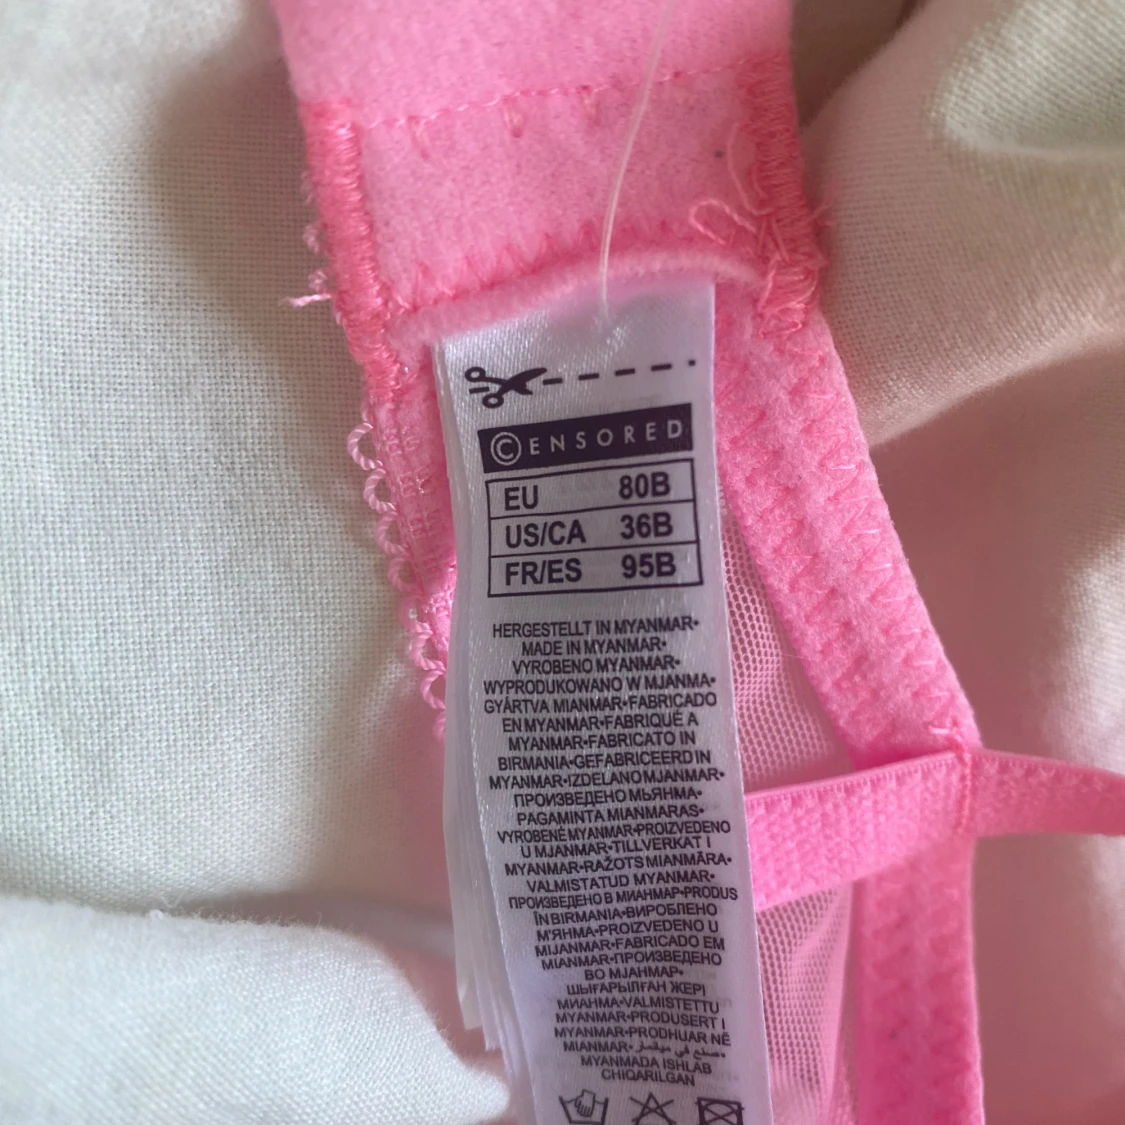 ©ENSORED
EU 80B
US/CA 36B
FR/ES 95B
HERGESTELLT IN MYANMAR•
MADE IN MYANMAR•
VYROBENO MYANMAR•
WYPRODUKOWANO W MJANMA•
GYÁRTVA MIANMAR•FABRICADO
EN MYANMAR•FABRIQUÉ A
MYANMAR•FABRICATO IN
BIRMANIA•GEFABRICEERD IN
MYANMAR•IZDELANO MJANMAR•
ПРОИЗВЕДЕНО МЬЯНМА•
PAGAMINTA MIANMARAS•
VYROBENÉ MYANMAR•PROIZVEDENO
U MJANMAR•TILLVERKAT I
MYANMAR•RAŽOTS MIANMĀRA•
VALMISTATUD MYANMAR•
ПРОИЗВЕДЕНО В МИАНМАР•PRODUS
ÎN BIRMANIA•ВИРОБЛЕНО
М'ЯНМА•PROIZVEDENO U
MIJANMAR•FABRICADO EM
MIANMAR•ПРОИЗВЕДЕНО
ВО МЈАНМАР•
ШЫҒАРЫЛҒАН ЖЕРІ
МИАНМА•VALMISTETTU
MYANMAR•PRODUSERT I
MYANMAR•PRODHUAR NË
MIANMAR•صنع في ميانمار•
MYANMADA ISHLAB
CHIQARILGAN